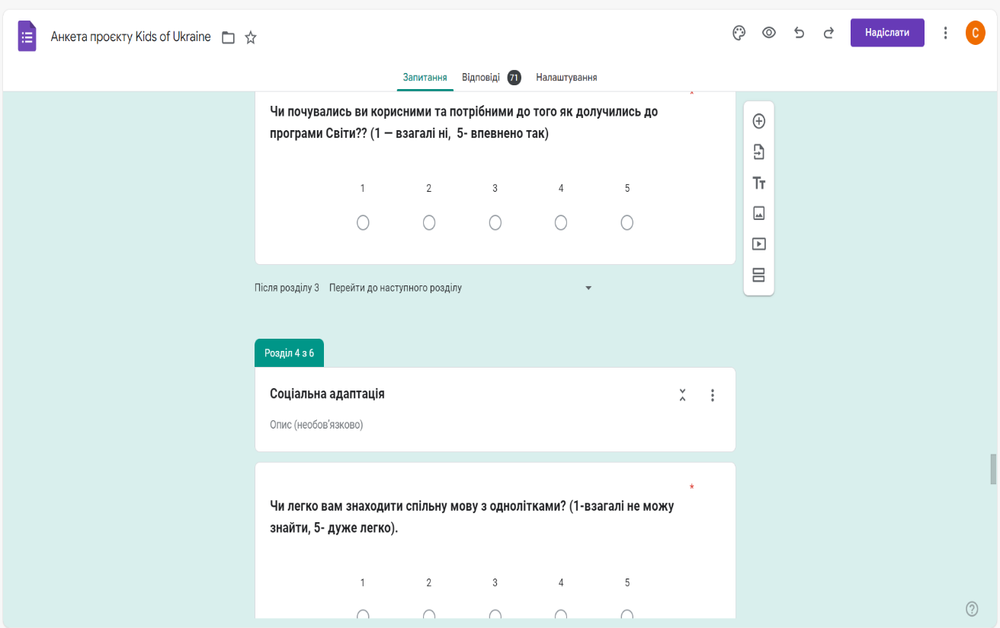 Анкета проєкту Kids of Ukraine
Надіслати
С
Запитання Відповіді 71 Налаштування
*
Чи почувались ви корисними та потрібними до того як долучились до
програми Світи?? (1 — взагалі ні, 5- впевнено так)
1 2 3 4 5
Після розділу 3 Перейти до наступного розділу
Розділ 4 з 6
Соціальна адаптація
Опис (необов'язково)
*
Чи легко вам знаходити спільну мову з однолітками? (1-взагалі не можу
знайти, 5- дуже легко).
1 2 3 4 5